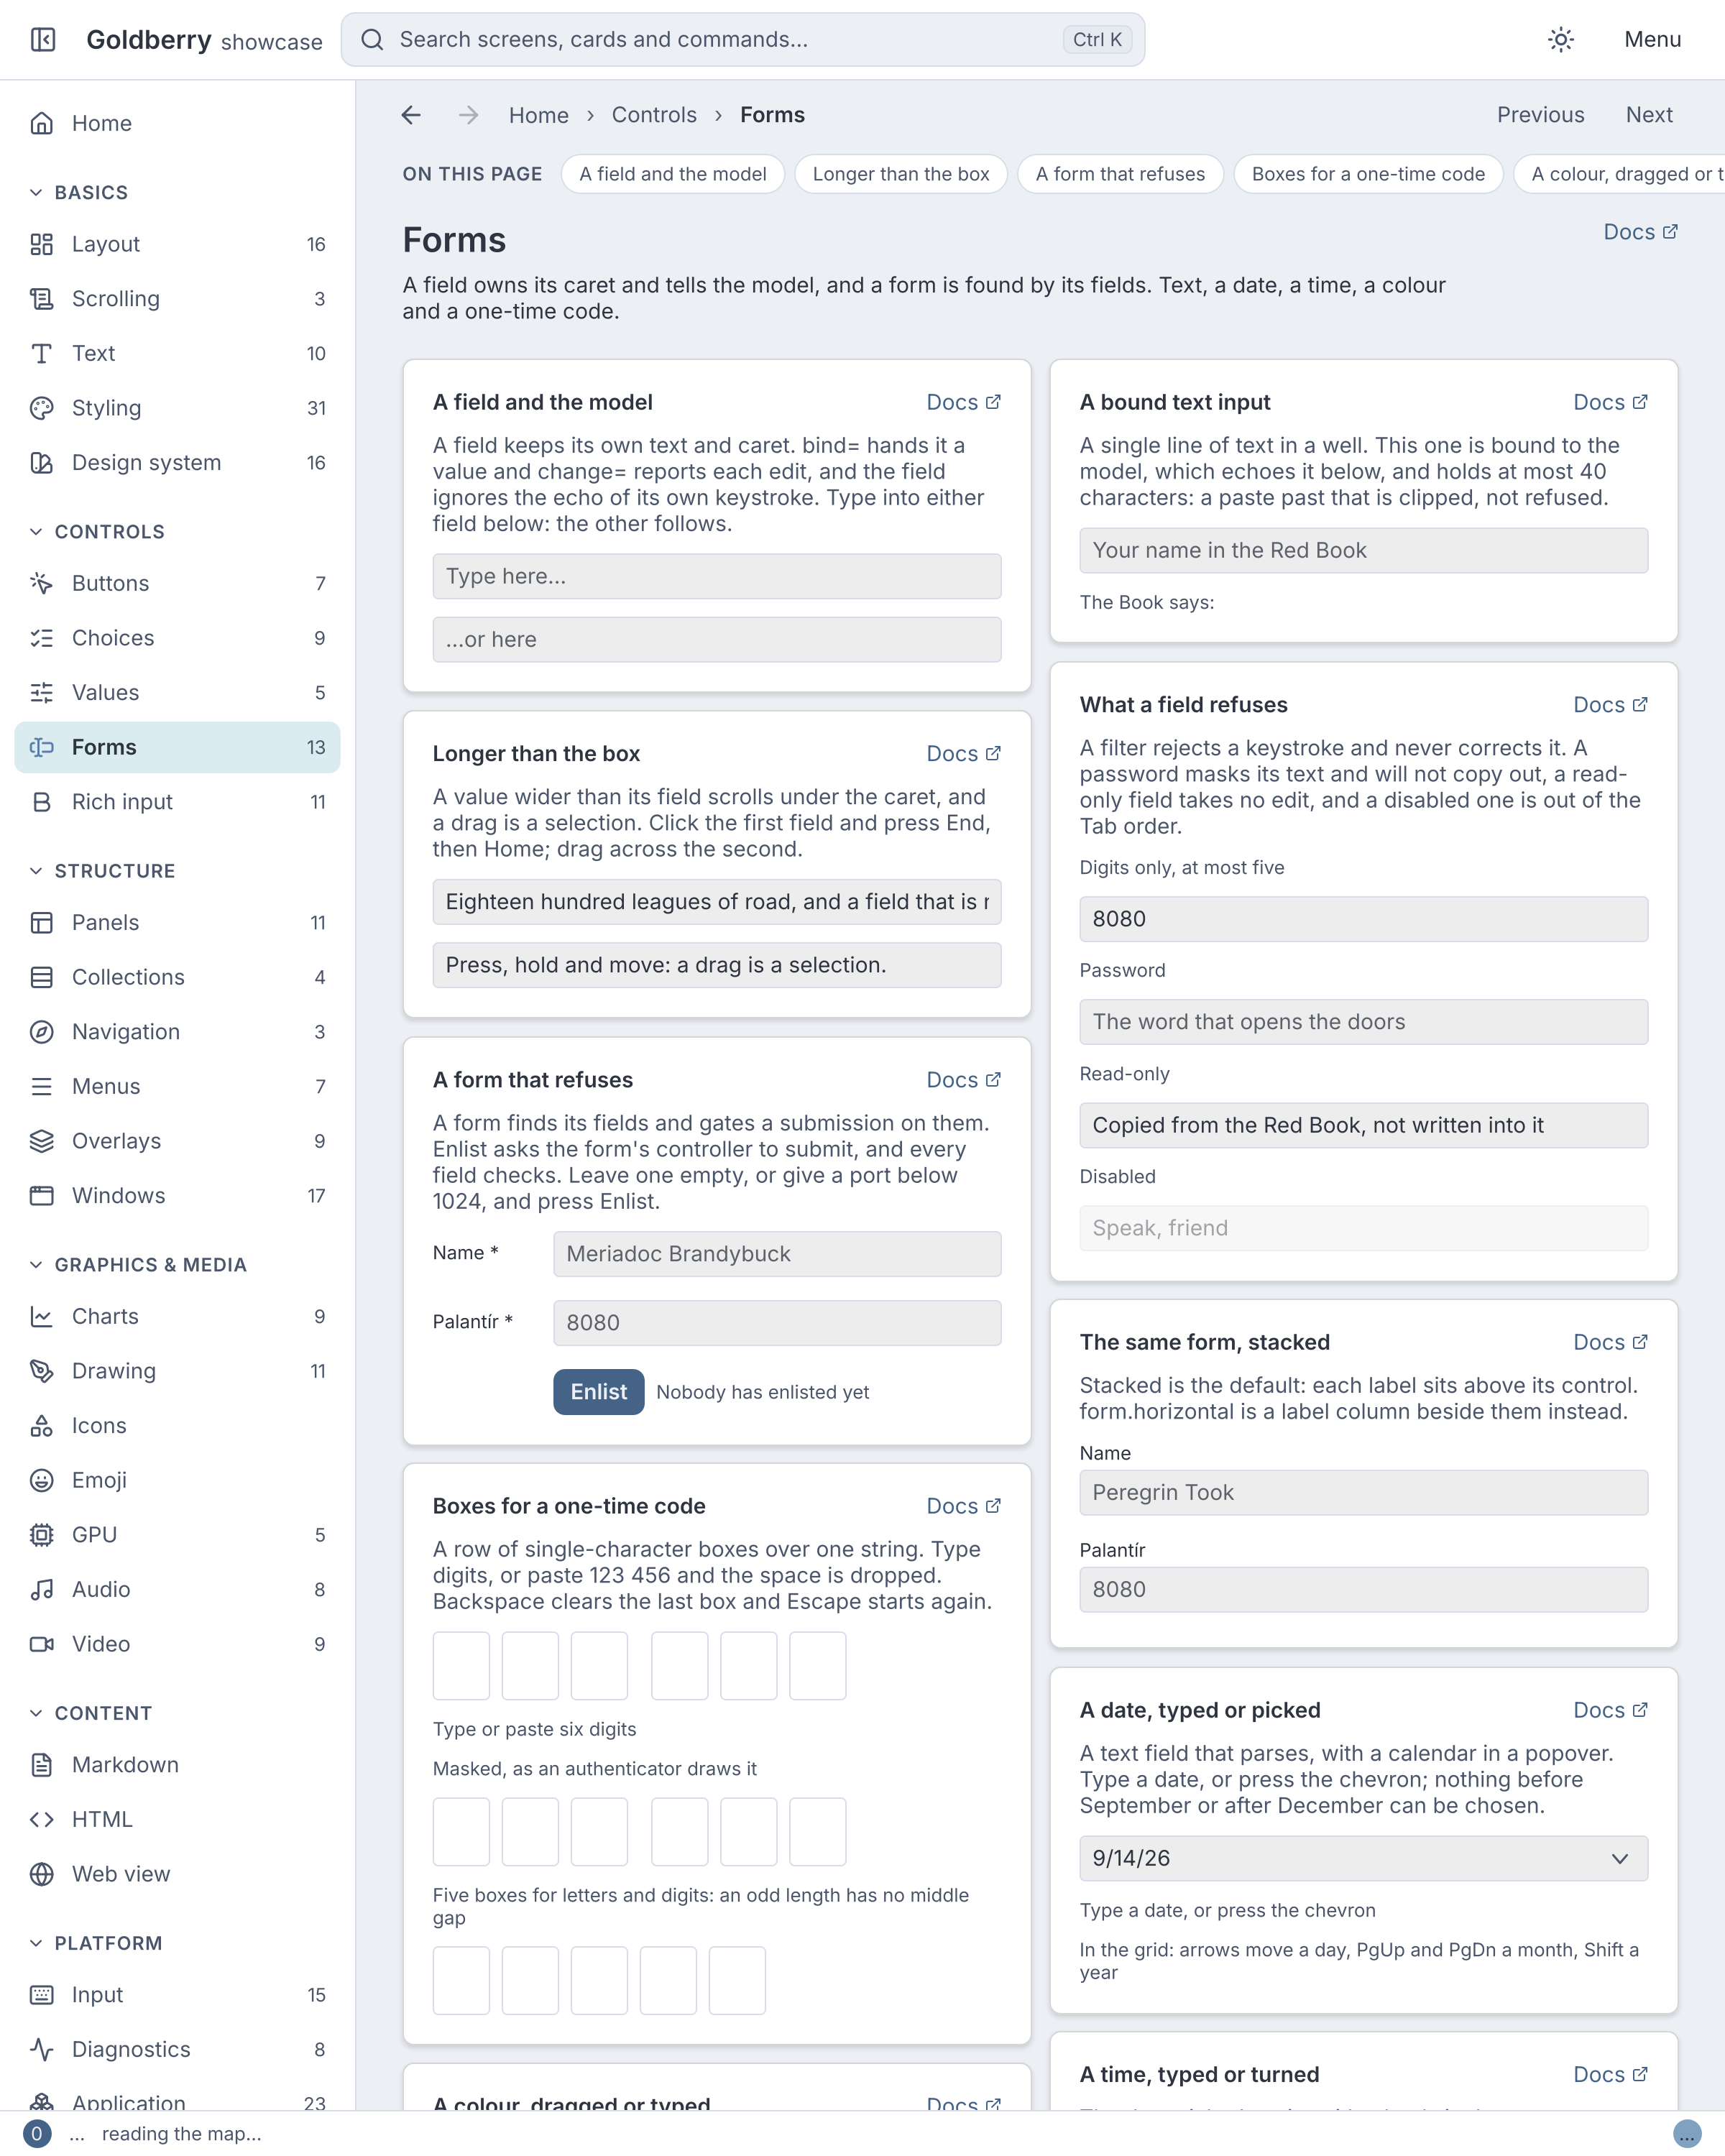 Goldberry showcase
Search screens, cards and commands...
Ctrl K
Menu
Home
BASICS
Layout 16
Scrolling 3
Text 10
Styling 31
Design system 16
CONTROLS
Buttons 7
Choices 9
Values 5
Forms 13
Rich input 11
STRUCTURE
Panels 11
Collections 4
Navigation 3
Menus 7
Overlays 9
Windows 17
GRAPHICS & MEDIA
Charts 9
Drawing 11
Icons
Emoji
GPU 5
Audio 8
Video 9
CONTENT
Markdown
HTML
Web view
PLATFORM
Input 15
Diagnostics 8
Application 23
Home › Controls › Forms
Previous Next
ON THIS PAGE
A field and the model
Longer than the box
A form that refuses
Boxes for a one-time code
A colour, dragged or t
Forms
Docs
A field owns its caret and tells the model, and a form is found by its fields. Text, a date, a time, a colour
and a one-time code.
A field and the model
Docs
A field keeps its own text and caret. bind= hands it a
value and change= reports each edit, and the field
ignores the echo of its own keystroke. Type into either
field below: the other follows.
Type here...
...or here
Longer than the box
Docs
A value wider than its field scrolls under the caret, and
a drag is a selection. Click the first field and press End,
then Home; drag across the second.
Eighteen hundred leagues of road, and a field that is
Press, hold and move: a drag is a selection.
A form that refuses
Docs
A form finds its fields and gates a submission on them.
Enlist asks the form's controller to submit, and every
field checks. Leave one empty, or give a port below
1024, and press Enlist.
Name *
Meriadoc Brandybuck
Palantír *
8080
Enlist
Nobody has enlisted yet
Boxes for a one-time code
Docs
A row of single-character boxes over one string. Type
digits, or paste 123 456 and the space is dropped.
Backspace clears the last box and Escape starts again.
Type or paste six digits
Masked, as an authenticator draws it
Five boxes for letters and digits: an odd length has no middle
gap
A colour, dragged or typed
Docs
A bound text input
Docs
A single line of text in a well. This one is bound to the
model, which echoes it below, and holds at most 40
characters: a paste past that is clipped, not refused.
Your name in the Red Book
The Book says:
What a field refuses
Docs
A filter rejects a keystroke and never corrects it. A
password masks its text and will not copy out, a read-
only field takes no edit, and a disabled one is out of the
Tab order.
Digits only, at most five
8080
Password
The word that opens the doors
Read-only
Copied from the Red Book, not written into it
Disabled
Speak, friend
The same form, stacked
Docs
Stacked is the default: each label sits above its control.
form.horizontal is a label column beside them instead.
Name
Peregrin Took
Palantír
8080
A date, typed or picked
Docs
A text field that parses, with a calendar in a popover.
Type a date, or press the chevron; nothing before
September or after December can be chosen.
9/14/26
Type a date, or press the chevron
In the grid: arrows move a day, PgUp and PgDn a month, Shift a
year
A time, typed or turned
Docs
0 ... reading the map...
...